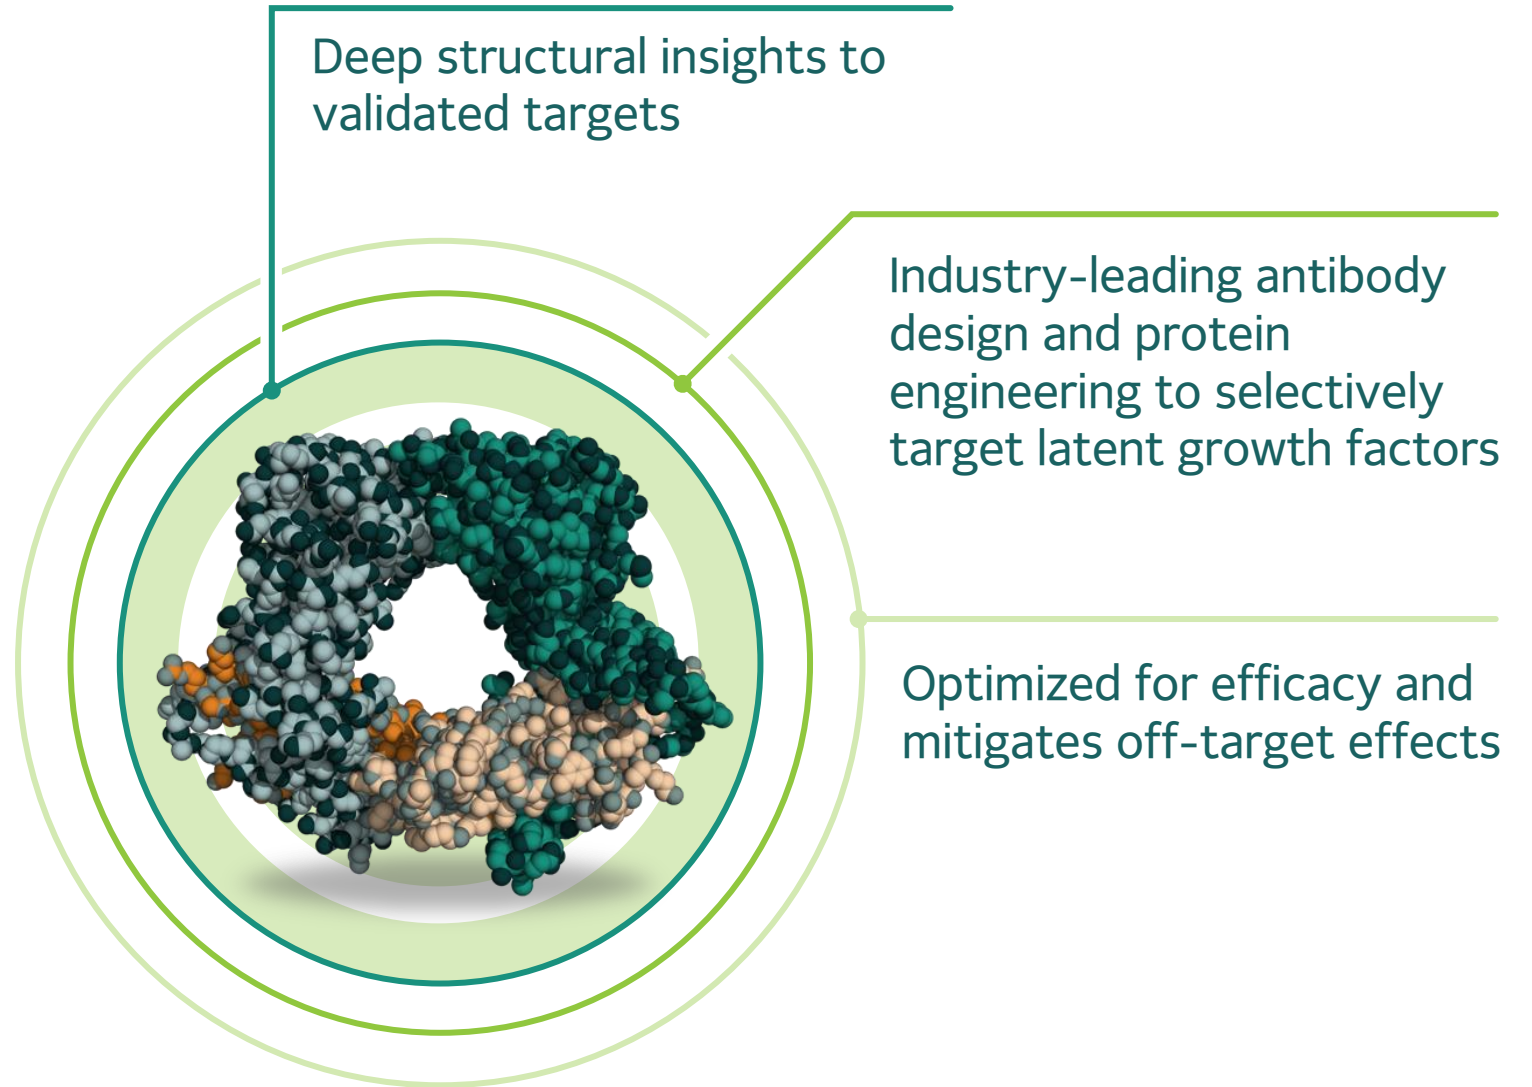 Deep structural insights to
validated targets
Industry-leading antibody
design and protein
engineering to selectively
target latent growth factors
Optimized for efficacy and
mitigates off-target effects